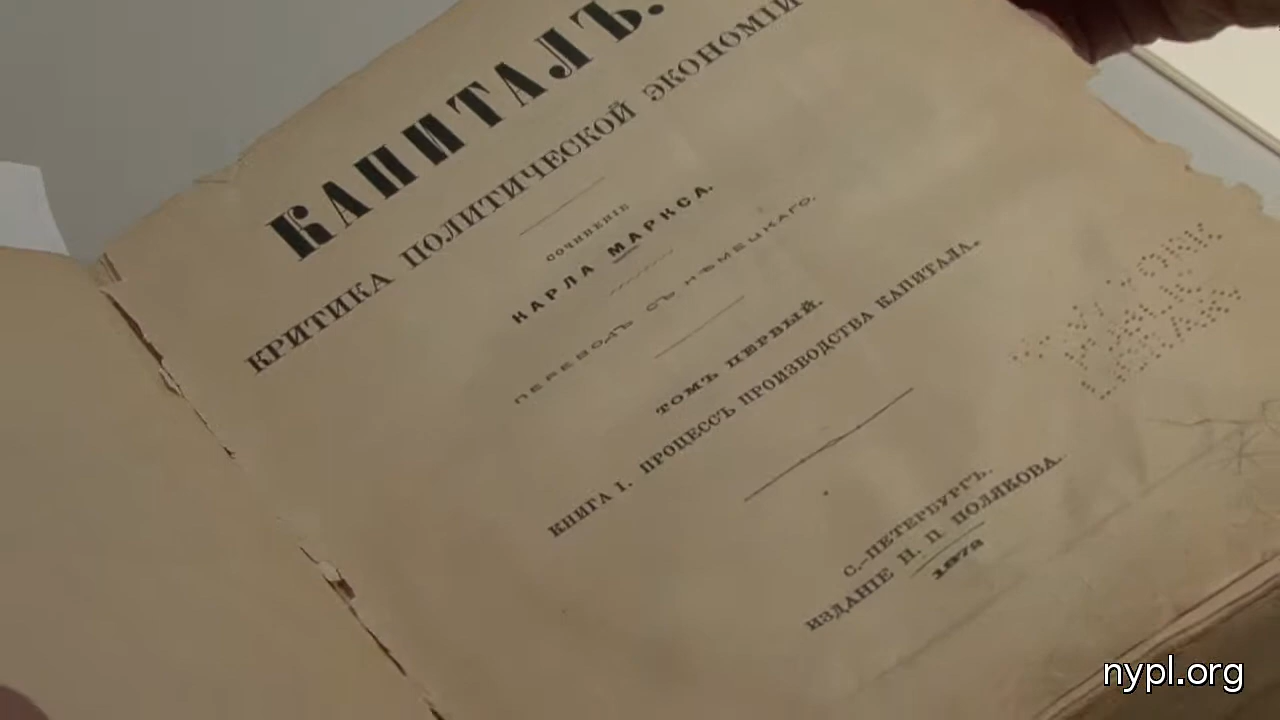 КАПИТАЛЪ.
КРИТИКА ПОЛИТИЧЕСКОЙ ЭКОНОМІИ
СОЧИНЕНІЕ
КАРЛА МАРКСА.
ПЕРЕВОДЪ СЪ НѢМЕЦКАГО.
ТОМЪ ПЕРВЫЙ.
КНИГА I. ПРОЦЕССЪ ПРОИЗВОДСТВА КАПИТАЛА.
С.-ПЕТЕРБУРГЪ.
ИЗДАНІЕ Н. П. ПОЛЯКОВА.
1872
nypl.org